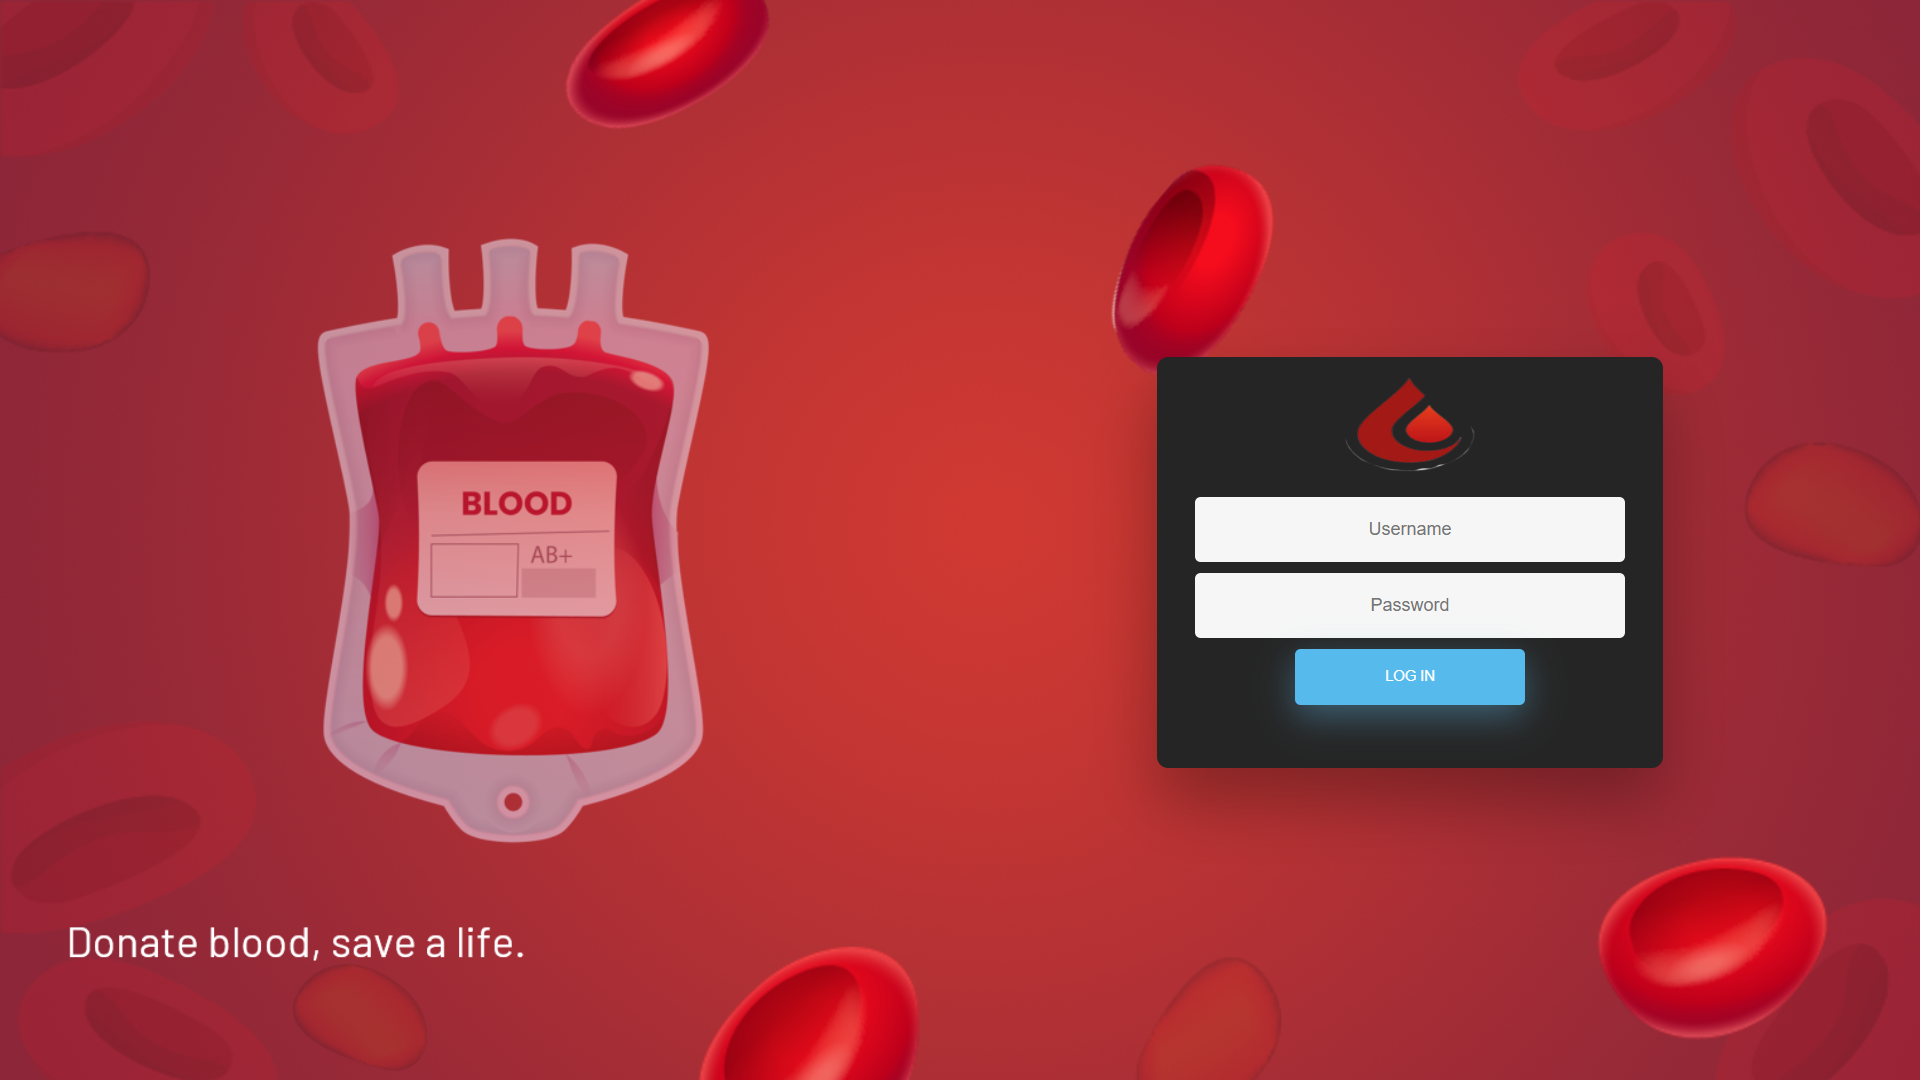 BLOOD
AB+
Username
Password
LOG IN
Donate blood, save a life.